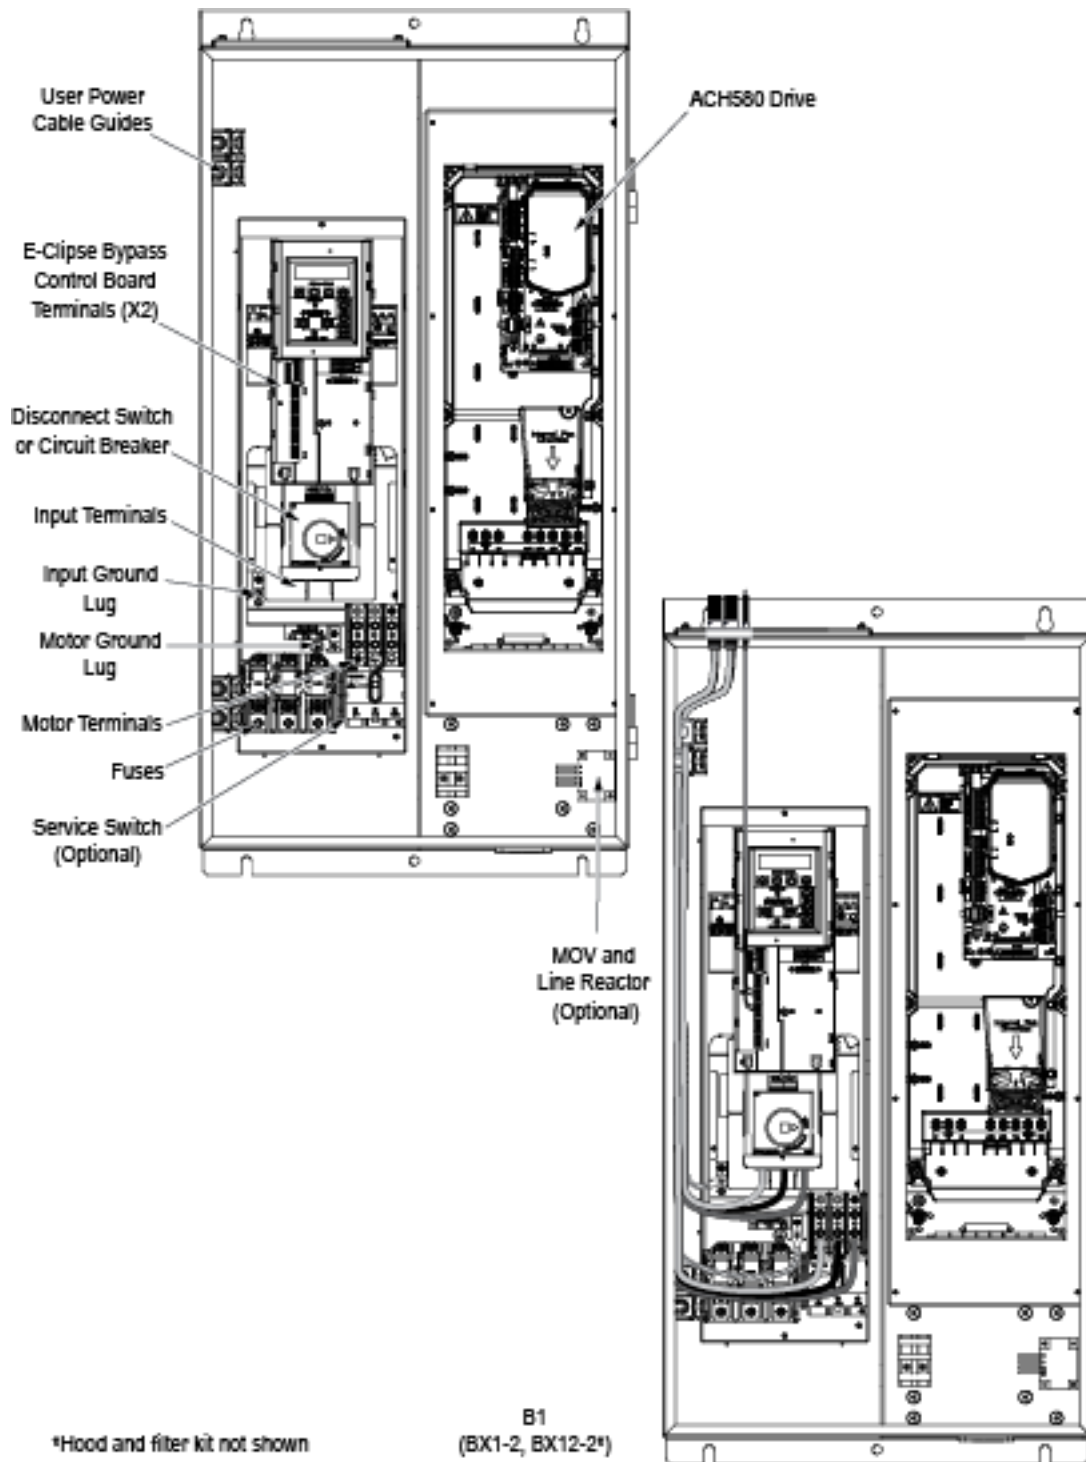 User Power
Cable Guides
ACH580 Drive
E-Clipse Bypass
Control Board
Terminals (X2)
Disconnect Switch
or Circuit Breaker
Input Terminals
Input Ground
Lug
Motor Ground
Lug
Motor Terminals
Fuses
Service Switch
(Optional)
MOV and
Line Reactor
(Optional)
*Hood and filter kit not shown
B1
(BX1-2, BX12-2*)